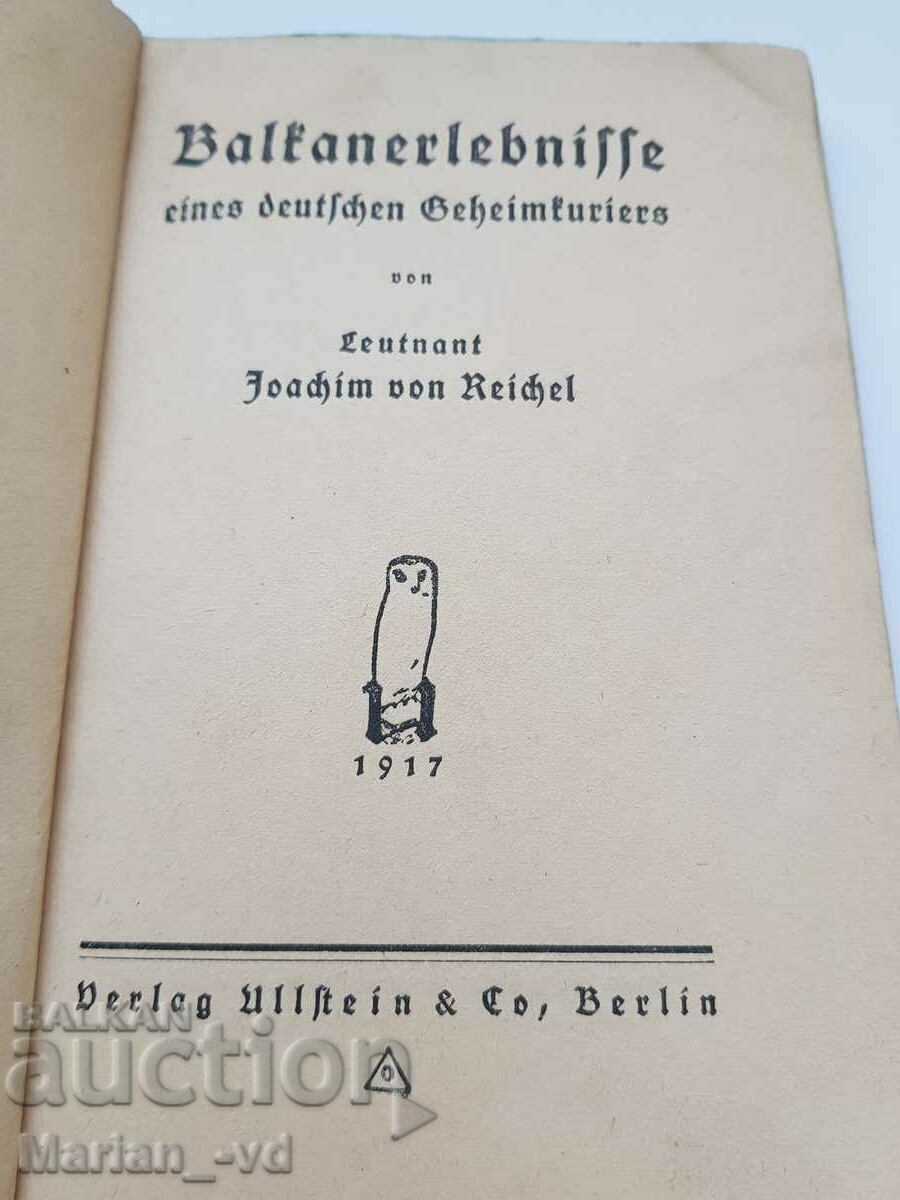 Balkanerlebniſſe
eines deutſchen Geheimkuriers
von
Leutnant
Joachim von Reichel
1917
Verlag Ullſtein & Co, Berlin
O
BALKAN
auction
Marian_-vd